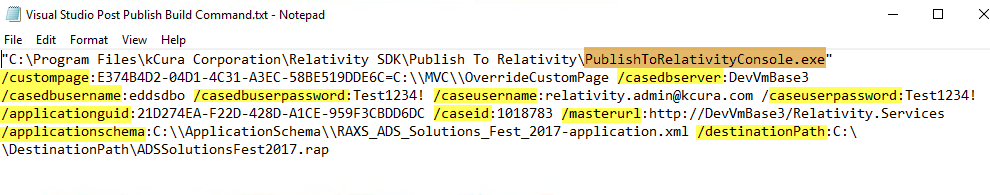 Visual Studio Post Publish Build Command.txt - Notepad
File Edit Format View Help
"C:\Program Files\kCura Corporation\Relativity SDK\Publish To Relativity\PublishToRelativityConsole.exe"
/custompage:E374B4D2-04D1-4C31-A3EC-58BE519DDE6C=C:\\MVC\\OverrideCustomPage /casedbserver:DevVmBase3
/casedbusername:eddsdbo /casedbuserpassword:Test1234! /caseusername:relativity.admin@kcura.com /caseuserpassword:Test1234!
/applicationguid:21D274EA-F22D-428D-A1CE-959F3CBDD6DC /caseid:1018783 /masterurl:http://DevVmBase3/Relativity.Services
/applicationschema:C:\\ApplicationSchema\\RAXS_ADS_Solutions_Fest_2017-application.xml /destinationPath:C:\
\DestinationPath\ADSSolutionsFest2017.rap